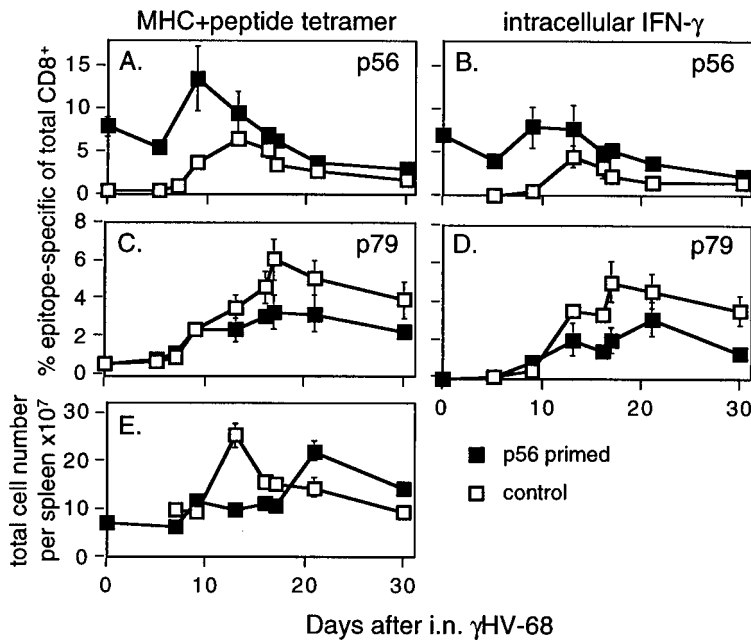 MHC+peptide tetramer
intracellular IFN-γ
% epitope-specific of total CD8+
A.
p56
15
10
5
0
B.
p56
C.
p79
8
6
4
2
0
D.
p79
0
10
20
30
total cell number
per spleen x10⁷
E.
30
20
10
0
0
10
20
30
p56 primed
control
Days after i.n. γHV-68